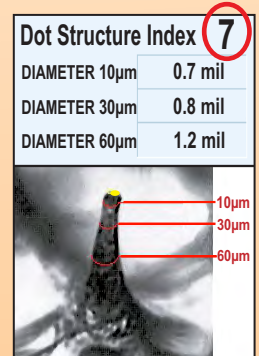 Dot Structure Index 7
DIAMETER 10µm 0.7 mil
DIAMETER 30µm 0.8 mil
DIAMETER 60µm 1.2 mil
10µm
30µm
60µm